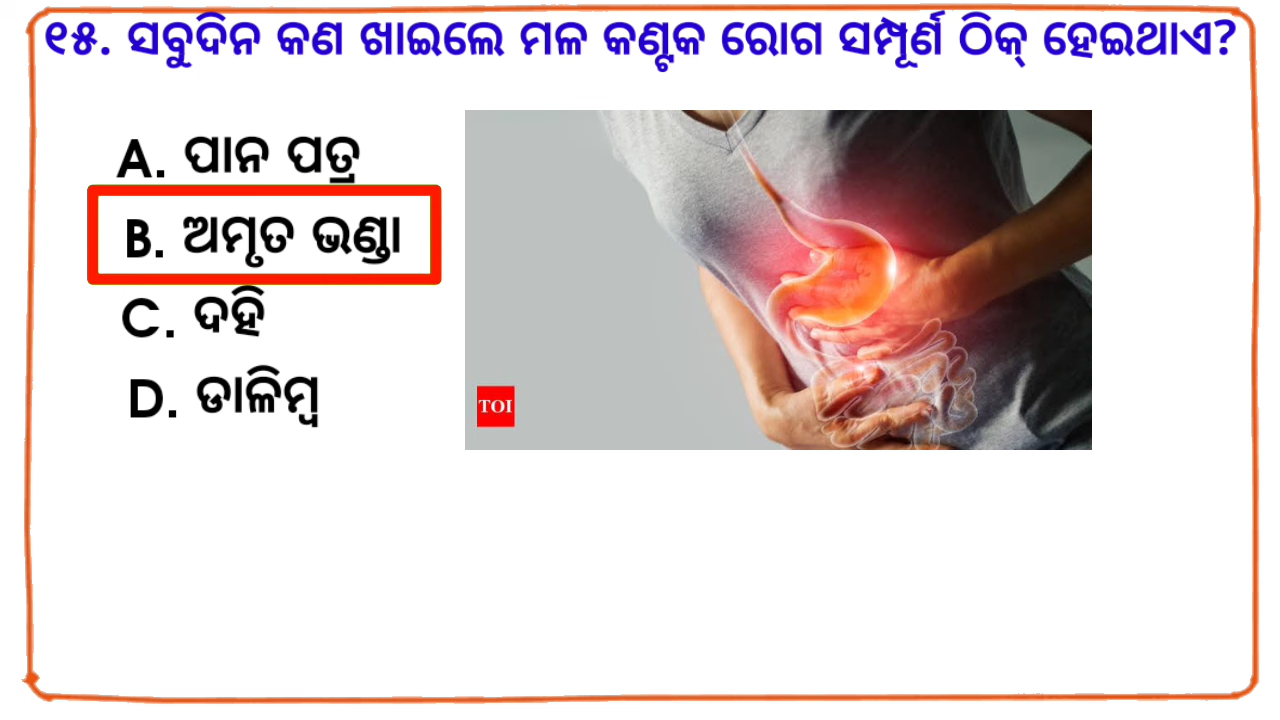 ୧୫. ସବୁଦିନ କଣ ଖାଇଲେ ମଳ କଣ୍ଟକ ରୋଗ ସମ୍ପୂର୍ଣ ଠିକ୍ ହେଇଥାଏ?
A. ପାନ ପତ୍ର
B. ଅମୃତ ଭଣ୍ଡା
C. ଦହି
D. ଡାଳିମ୍ବ
TOI